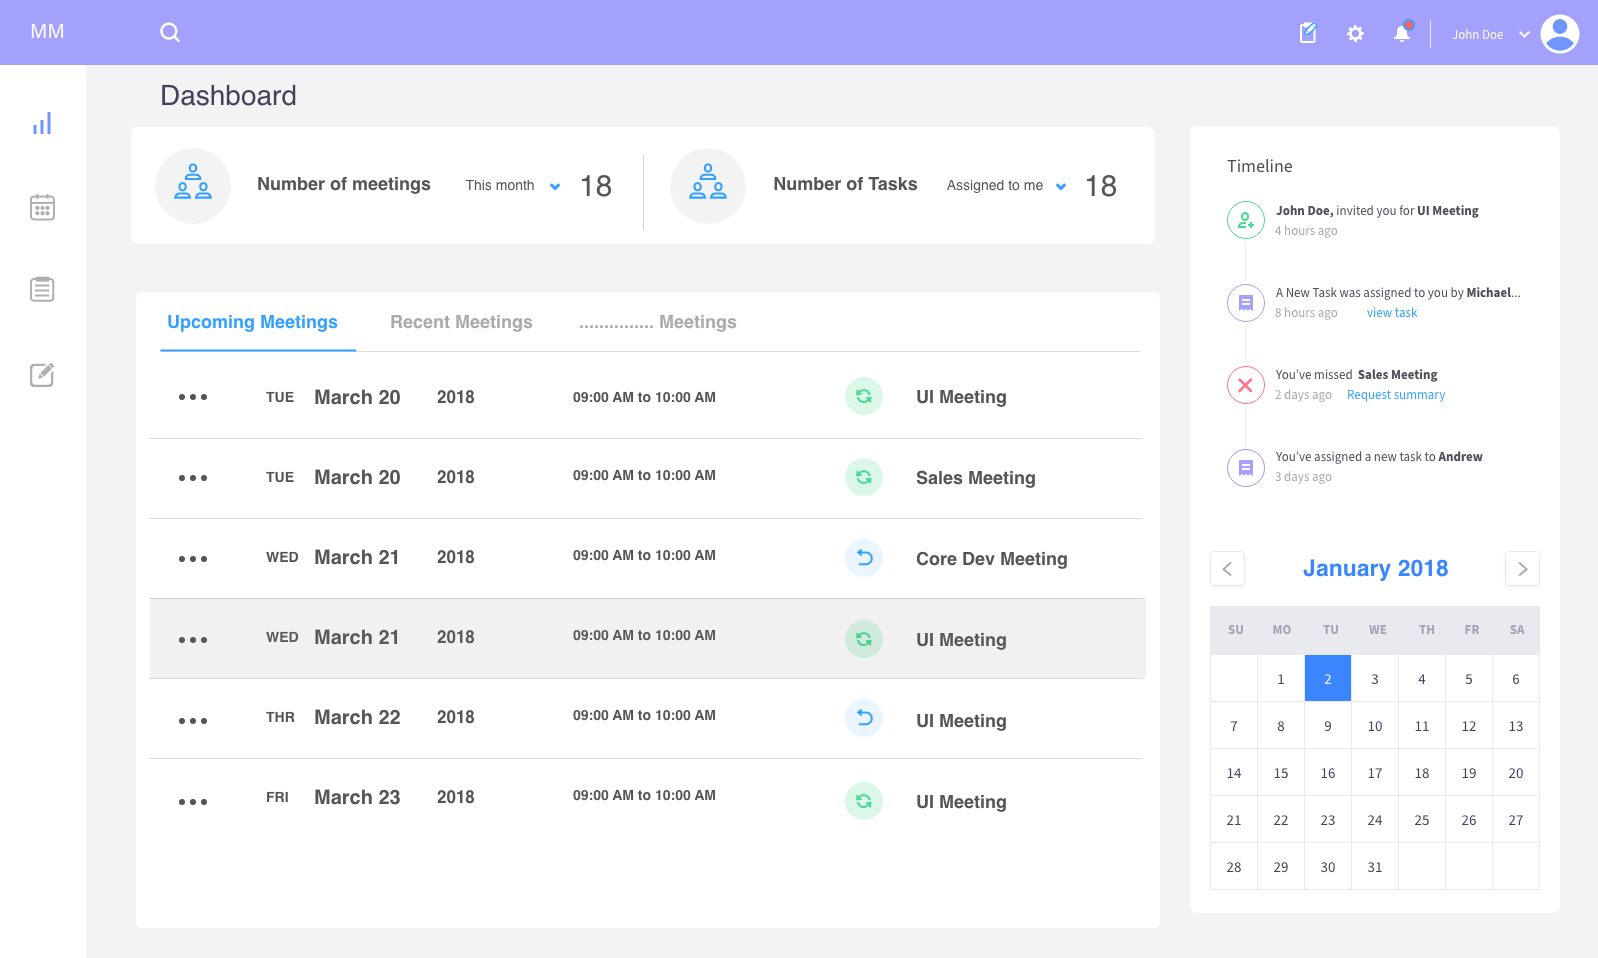 MM
John Doe
Dashboard
Number of meetings This month 18
Number of Tasks Assigned to me 18
Upcoming Meetings Recent Meetings ............... Meetings
TUE March 20 2018 09:00 AM to 10:00 AM UI Meeting
TUE March 20 2018 09:00 AM to 10:00 AM Sales Meeting
WED March 21 2018 09:00 AM to 10:00 AM Core Dev Meeting
WED March 21 2018 09:00 AM to 10:00 AM UI Meeting
THR March 22 2018 09:00 AM to 10:00 AM UI Meeting
FRI March 23 2018 09:00 AM to 10:00 AM UI Meeting
Timeline
John Doe, invited you for UI Meeting
4 hours ago
A New Task was assigned to you by Michael...
8 hours ago view task
You’ve missed Sales Meeting
2 days ago Request summary
You’ve assigned a new task to Andrew
3 days ago
January 2018
SU MO TU WE TH FR SA
1 2 3 4 5 6
7 8 9 10 11 12 13
14 15 16 17 18 19 20
21 22 23 24 25 26 27
28 29 30 31